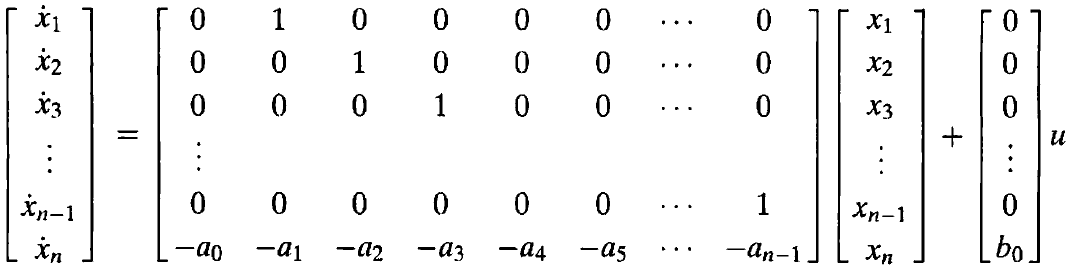 ẋ₁ 0 1 0 0 0 0 ⋯ 0 x₁ 0
ẋ₂ 0 0 1 0 0 0 ⋯ 0 x₂ 0
ẋ₃ 0 0 0 1 0 0 ⋯ 0 x₃ 0
⋮ = ⋮ ⋮ + ⋮ u
ẋₙ₋₁ 0 0 0 0 0 0 ⋯ 1 xₙ₋₁ 0
ẋₙ -a₀ -a₁ -a₂ -a₃ -a₄ -a₅ ⋯ -aₙ₋₁ xₙ b₀